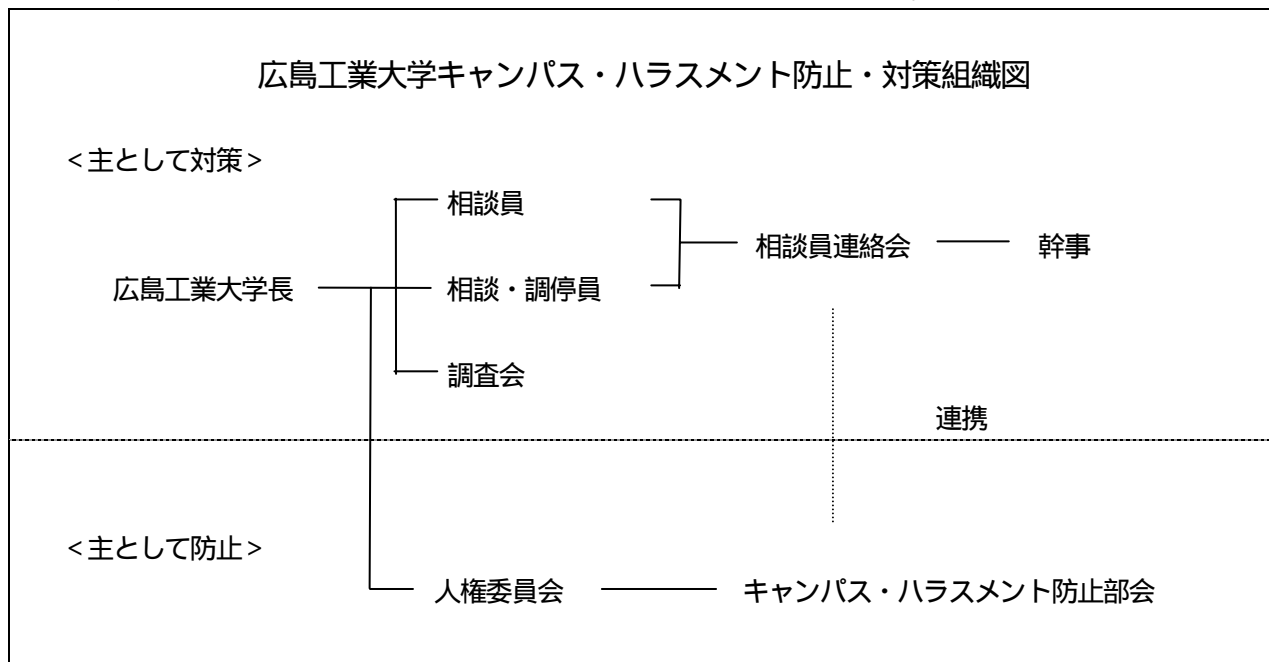 広島工業大学キャンパス・ハラスメント防止・対策組織図
<主として対策>
相談員
相談員連絡会
幹事
広島工業大学長
相談・調停員
調査会
連携
<主として防止>
人権委員会
キャンパス・ハラスメント防止部会